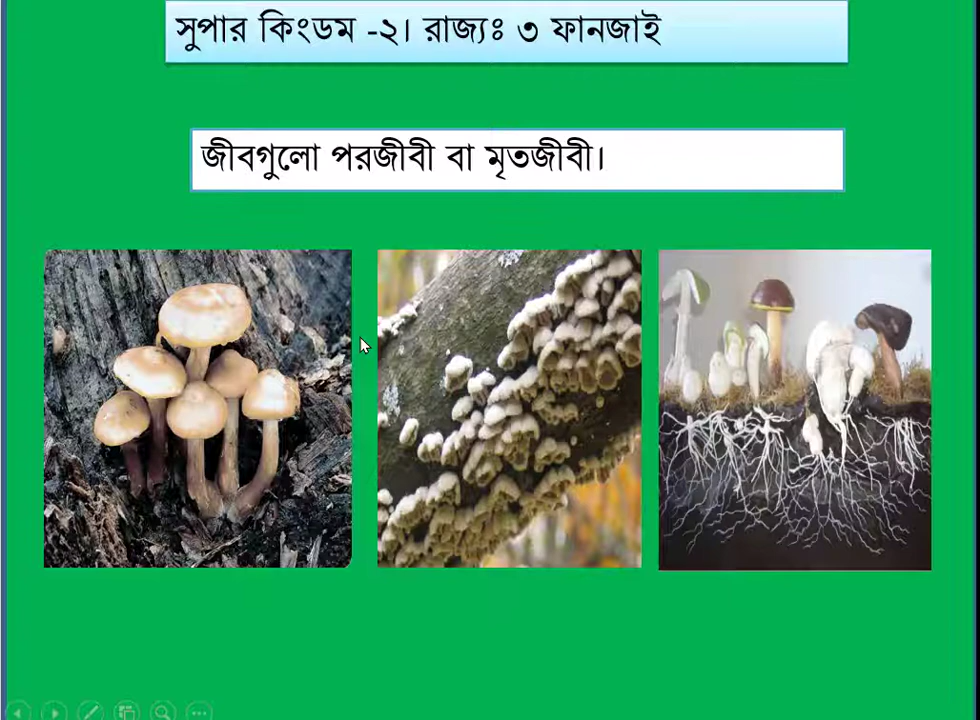 সুপার কিংডম -২। রাজ্যঃ ৩ ফানজাই
জীবগুলো পরজীবী বা মৃতজীবী।